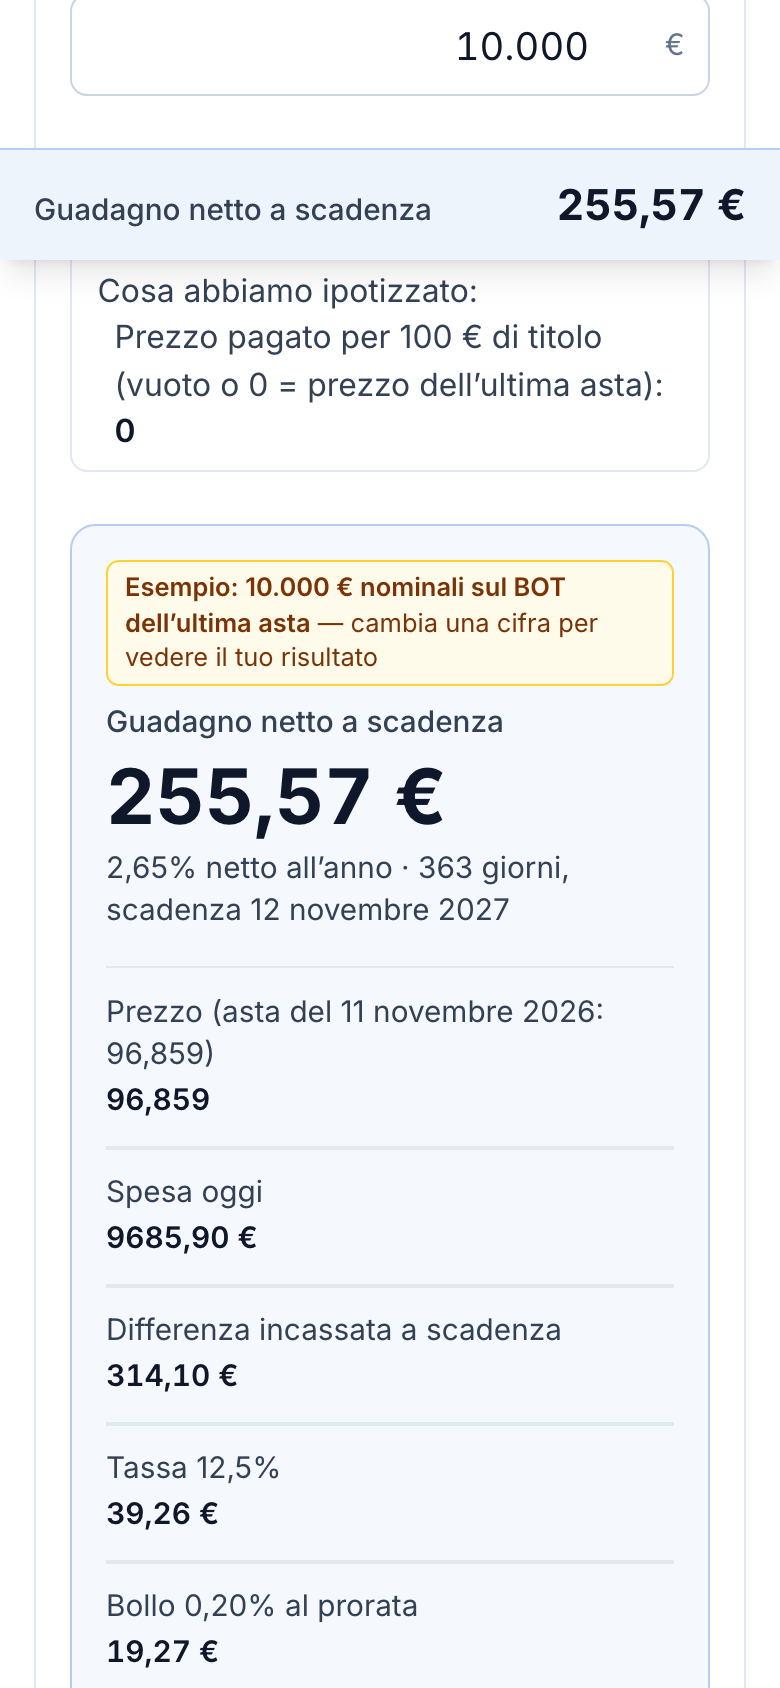 10.000 €
Guadagno netto a scadenza 255,57 €
Cosa abbiamo ipotizzato:
Prezzo pagato per 100 € di titolo
(vuoto o 0 = prezzo dell’ultima asta):
0
Esempio: 10.000 € nominali sul BOT
dell’ultima asta — cambia una cifra per
vedere il tuo risultato
Guadagno netto a scadenza
255,57 €
2,65% netto all’anno · 363 giorni,
scadenza 12 novembre 2027
Prezzo (asta del 11 novembre 2026:
96,859)
96,859
Spesa oggi
9685,90 €
Differenza incassata a scadenza
314,10 €
Tassa 12,5%
39,26 €
Bollo 0,20% al prorata
19,27 €